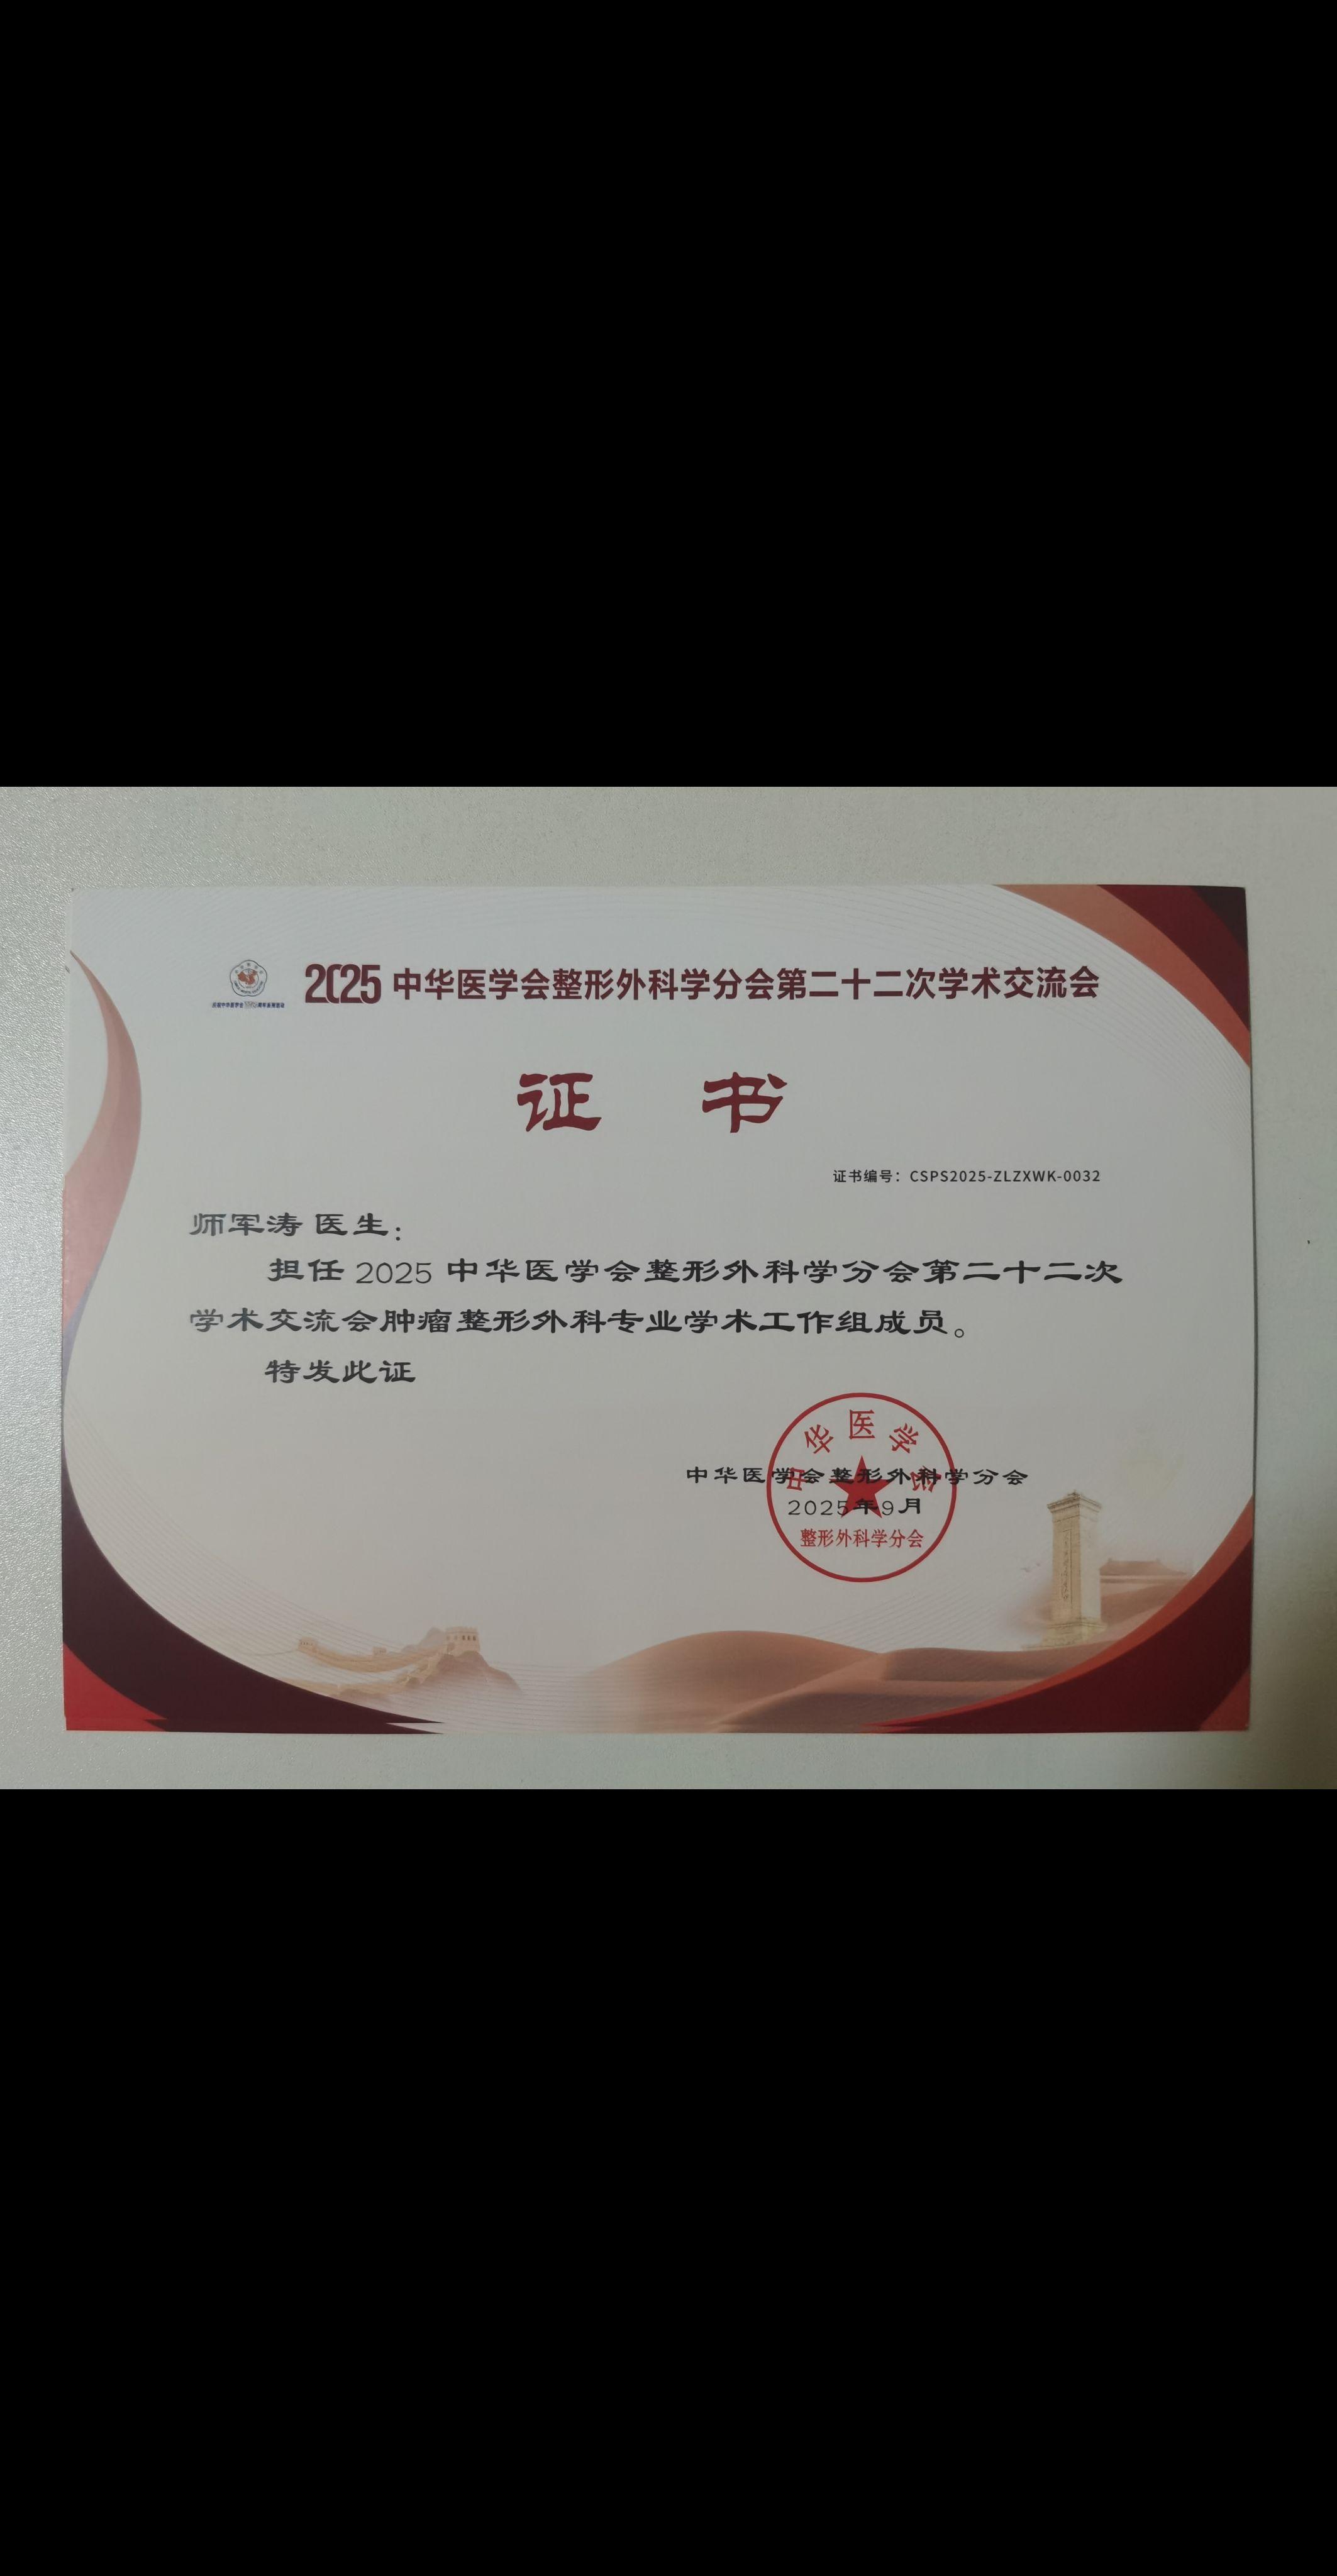 2025 中华医学会整形外科学分会第二十二次学术交流会
证 书
证书编号：CSPS2025-ZLZXWK-0032
师军涛 医生：
担任 2025 中华医学会整形外科学分会第二十二次
学术交流会肿瘤整形外科专业学术工作组成员。
特发此证
中华医学会
中华医学会整形外科学分会
2025年9月
整形外科学分会